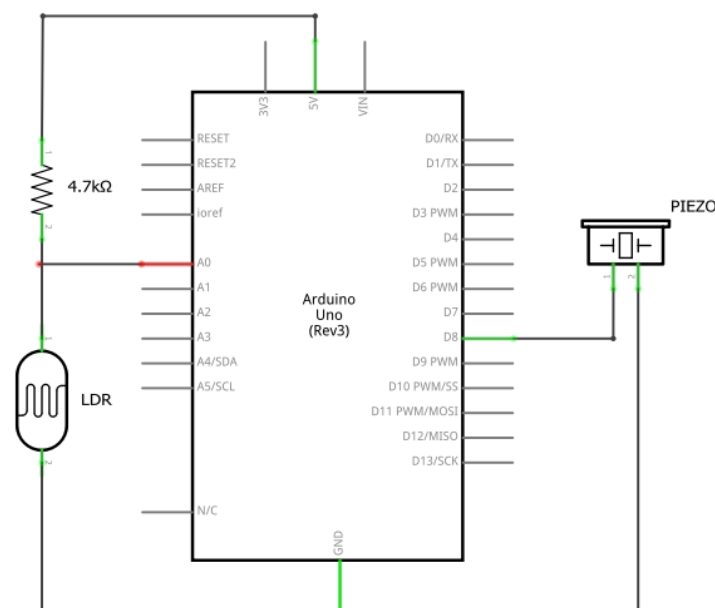 3V3
5V
VIN
RESET
RESET2
AREF
ioref
A0
A1
A2
A3
A4/SDA
A5/SCL
N/C
Arduino
Uno
(Rev3)
D0/RX
D1/TX
D2
D3 PWM
D4
D5 PWM
D6 PWM
D7
D8
D9 PWM
D10 PWM/SS
D11 PWM/MOSI
D12/MISO
D13/SCK
GND
1
4.7kΩ
2
1
LDR
2
PIEZO
1
2